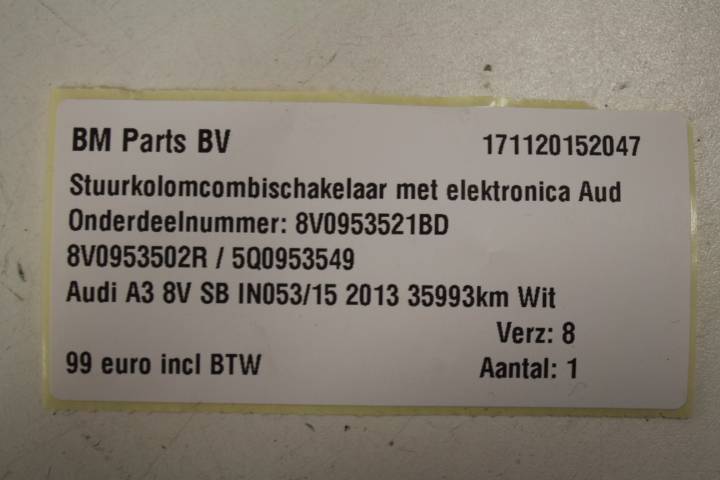 BM Parts BV 171120152047
Stuurkolomcombischakelaar met elektronica Aud
Onderdeelnummer: 8V0953521BD
8V0953502R / 5Q0953549
Audi A3 8V SB IN053/15 2013 35993km Wit
Verz: 8
99 euro incl BTW Aantal: 1